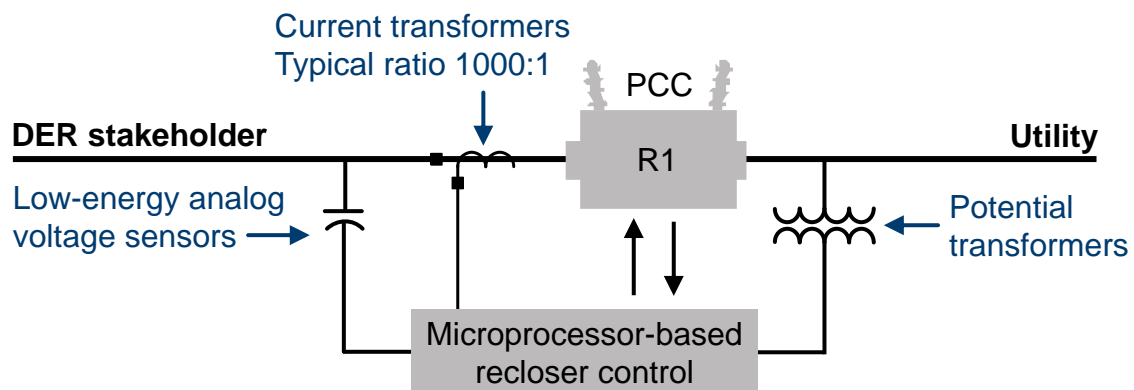 Current transformers
Typical ratio 1000:1
PCC
DER stakeholder
Utility
R1
Low-energy analog
voltage sensors
Potential
transformers
Microprocessor-based
recloser control